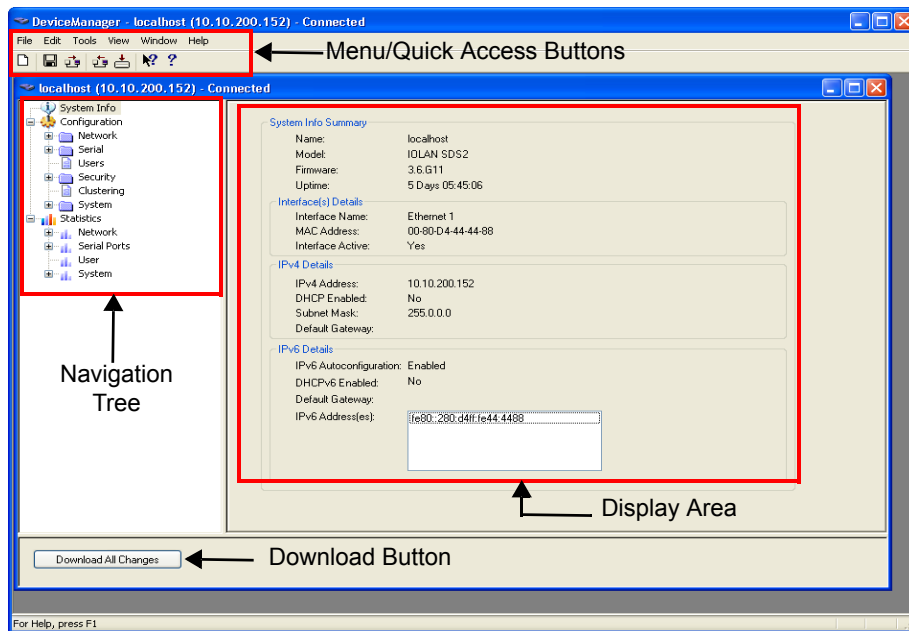 DeviceManager - localhost (10.10.200.152) - Connected
File Edit Tools View Window Help
Menu/Quick Access Buttons
localhost (10.10.200.152) - Connected
System Info
Configuration
Network
Serial
Users
Security
Clustering
System
Statistics
Network
Serial Ports
User
System
Navigation
Tree
System Info Summary
Name: localhost
Model: IOLAN SDS2
Firmware: 3.6.G11
Uptime: 5 Days 05:45:06
Interface(s) Details
Interface Name: Ethernet 1
MAC Address: 00-80-D4-44-44-88
Interface Active: Yes
IPv4 Details
IPv4 Address: 10.10.200.152
DHCP Enabled: No
Subnet Mask: 255.0.0.0
Default Gateway:
IPv6 Details
IPv6 Autoconfiguration: Enabled
DHCPv6 Enabled: No
Default Gateway:
IPv6 Address(es): fe80::280:d4ff:fe44:4488
Display Area
Download All Changes
Download Button
For Help, press F1